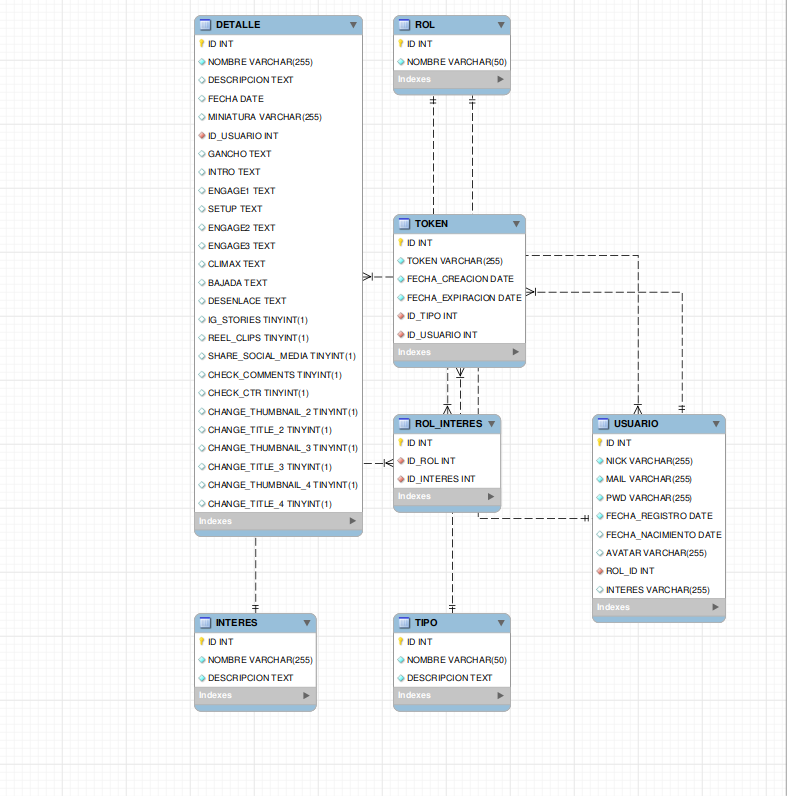 DETALLE
ID INT
NOMBRE VARCHAR(255)
DESCRIPCION TEXT
FECHA DATE
MINIATURA VARCHAR(255)
ID_USUARIO INT
GANCHO TEXT
INTRO TEXT
ENGAGE1 TEXT
SETUP TEXT
ENGAGE2 TEXT
ENGAGE3 TEXT
CLIMAX TEXT
BAJADA TEXT
DESENLACE TEXT
IG_STORIES TINYINT(1)
REEL_CLIPS TINYINT(1)
SHARE_SOCIAL_MEDIA TINYINT(1)
CHECK_COMMENTS TINYINT(1)
CHECK_CTR TINYINT(1)
CHANGE_THUMBNAIL_2 TINYINT(1)
CHANGE_TITLE_2 TINYINT(1)
CHANGE_THUMBNAIL_3 TINYINT(1)
CHANGE_TITLE_3 TINYINT(1)
CHANGE_THUMBNAIL_4 TINYINT(1)
CHANGE_TITLE_4 TINYINT(1)
Indexes
ROL
ID INT
NOMBRE VARCHAR(50)
Indexes
TOKEN
ID INT
TOKEN VARCHAR(255)
FECHA_CREACION DATE
FECHA_EXPIRACION DATE
ID_TIPO INT
ID_USUARIO INT
Indexes
ROL_INTERES
ID INT
ID_ROL INT
ID_INTERES INT
Indexes
USUARIO
ID INT
NICK VARCHAR(255)
MAIL VARCHAR(255)
PWD VARCHAR(255)
FECHA_REGISTRO DATE
FECHA_NACIMIENTO DATE
AVATAR VARCHAR(255)
ROL_ID INT
INTERES VARCHAR(255)
Indexes
INTERES
ID INT
NOMBRE VARCHAR(255)
DESCRIPCION TEXT
Indexes
TIPO
ID INT
NOMBRE VARCHAR(50)
DESCRIPCION TEXT
Indexes